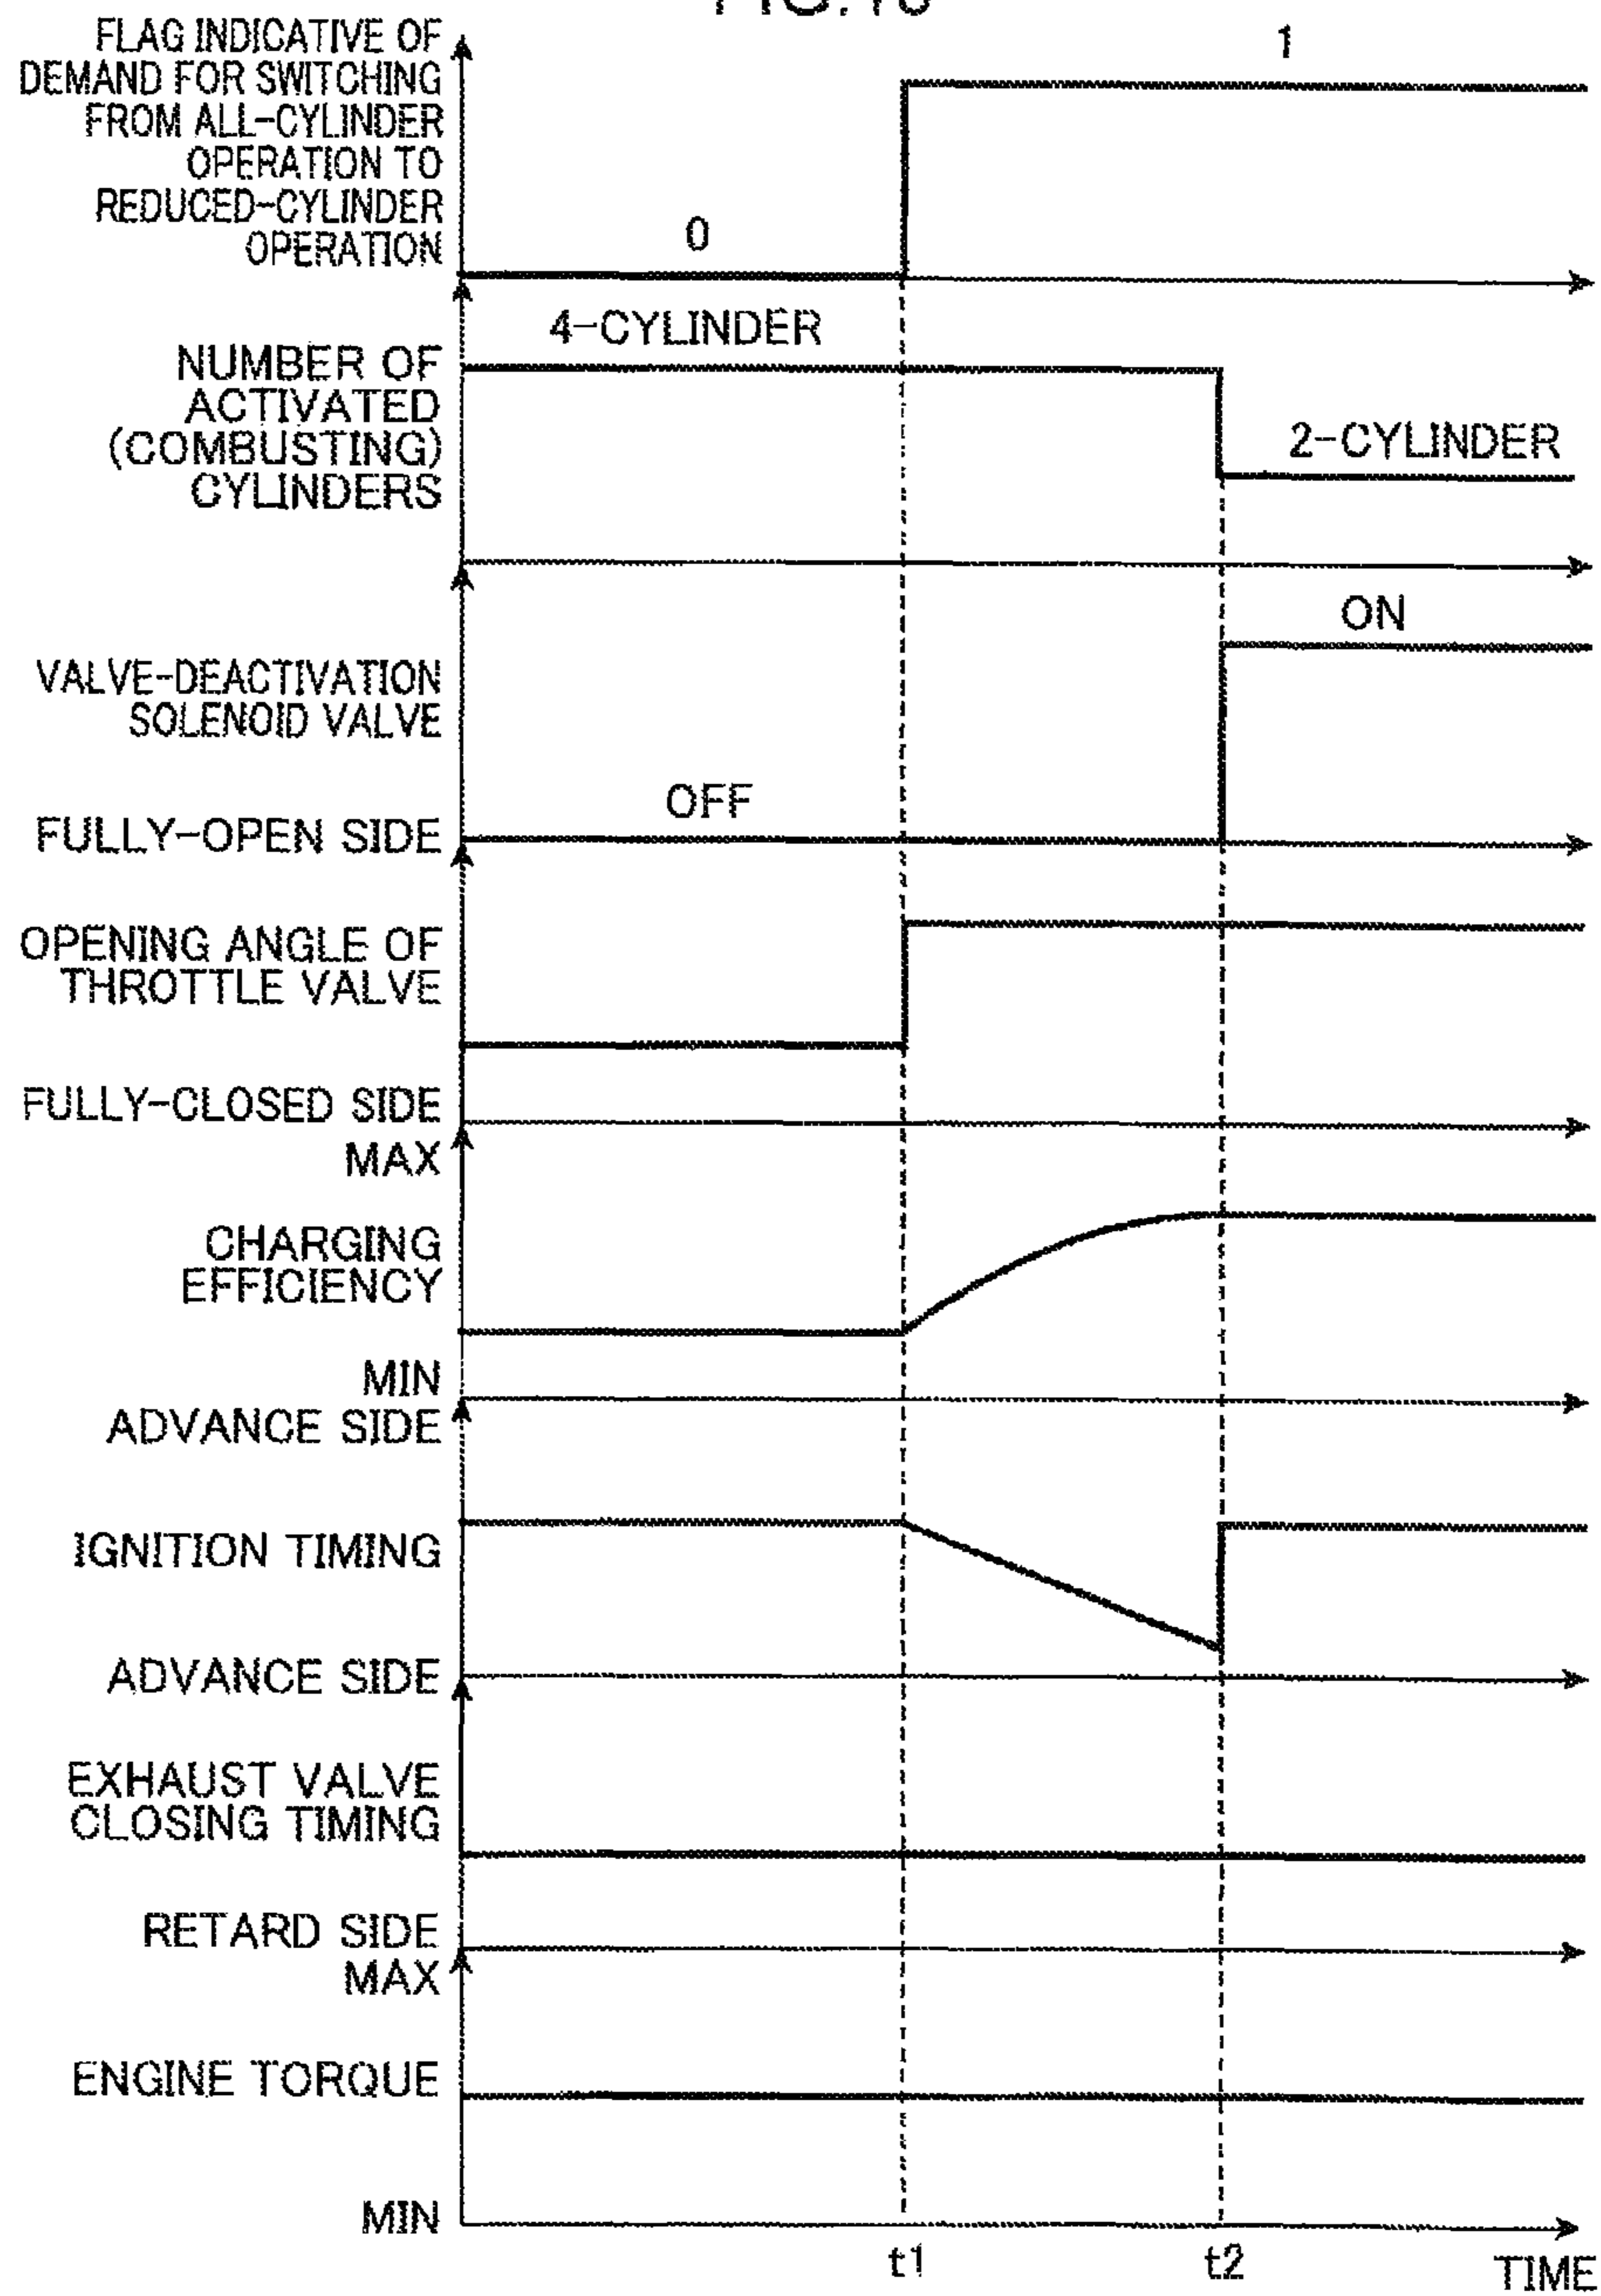 FLAG INDICATIVE OF
DEMAND FOR SWITCHING
FROM ALL-CYLINDER
OPERATION TO
REDUCED-CYLINDER
OPERATION
0
1
NUMBER OF
ACTIVATED
(COMBUSTING)
CYLINDERS
4-CYLINDER
2-CYLINDER
VALVE-DEACTIVATION
SOLENOID VALVE
OFF
ON
FULLY-OPEN SIDE
OPENING ANGLE OF
THROTTLE VALVE
FULLY-CLOSED SIDE
MAX
CHARGING
EFFICIENCY
MIN
ADVANCE SIDE
IGNITION TIMING
ADVANCE SIDE
EXHAUST VALVE
CLOSING TIMING
RETARD SIDE
MAX
ENGINE TORQUE
MIN
t1
t2
TIME